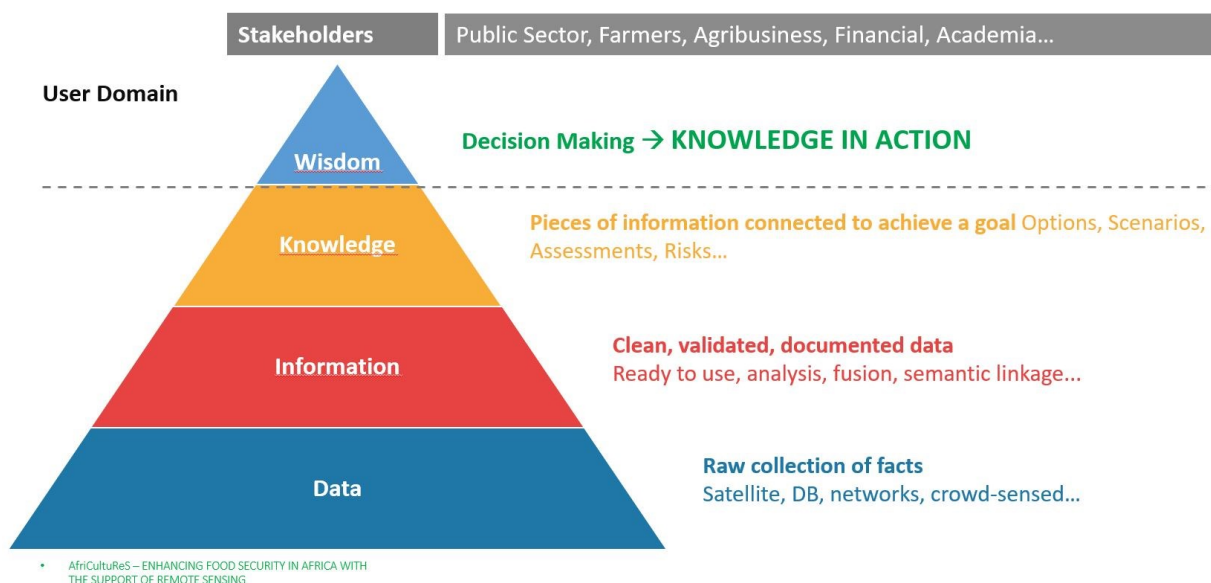 Stakeholders
Public Sector, Farmers, Agribusiness, Financial, Academia…
User Domain
Wisdom
Decision Making → KNOWLEDGE IN ACTION
Knowledge
Pieces of information connected to achieve a goal Options, Scenarios,
Assessments, Risks…
Information
Clean, validated, documented data
Ready to use, analysis, fusion, semantic linkage...
Data
Raw collection of facts
Satellite, DB, networks, crowd-sensed…
• AfriCultuReS – ENHANCING FOOD SECURITY IN AFRICA WITH
THE SUPPORT OF REMOTE SENSING